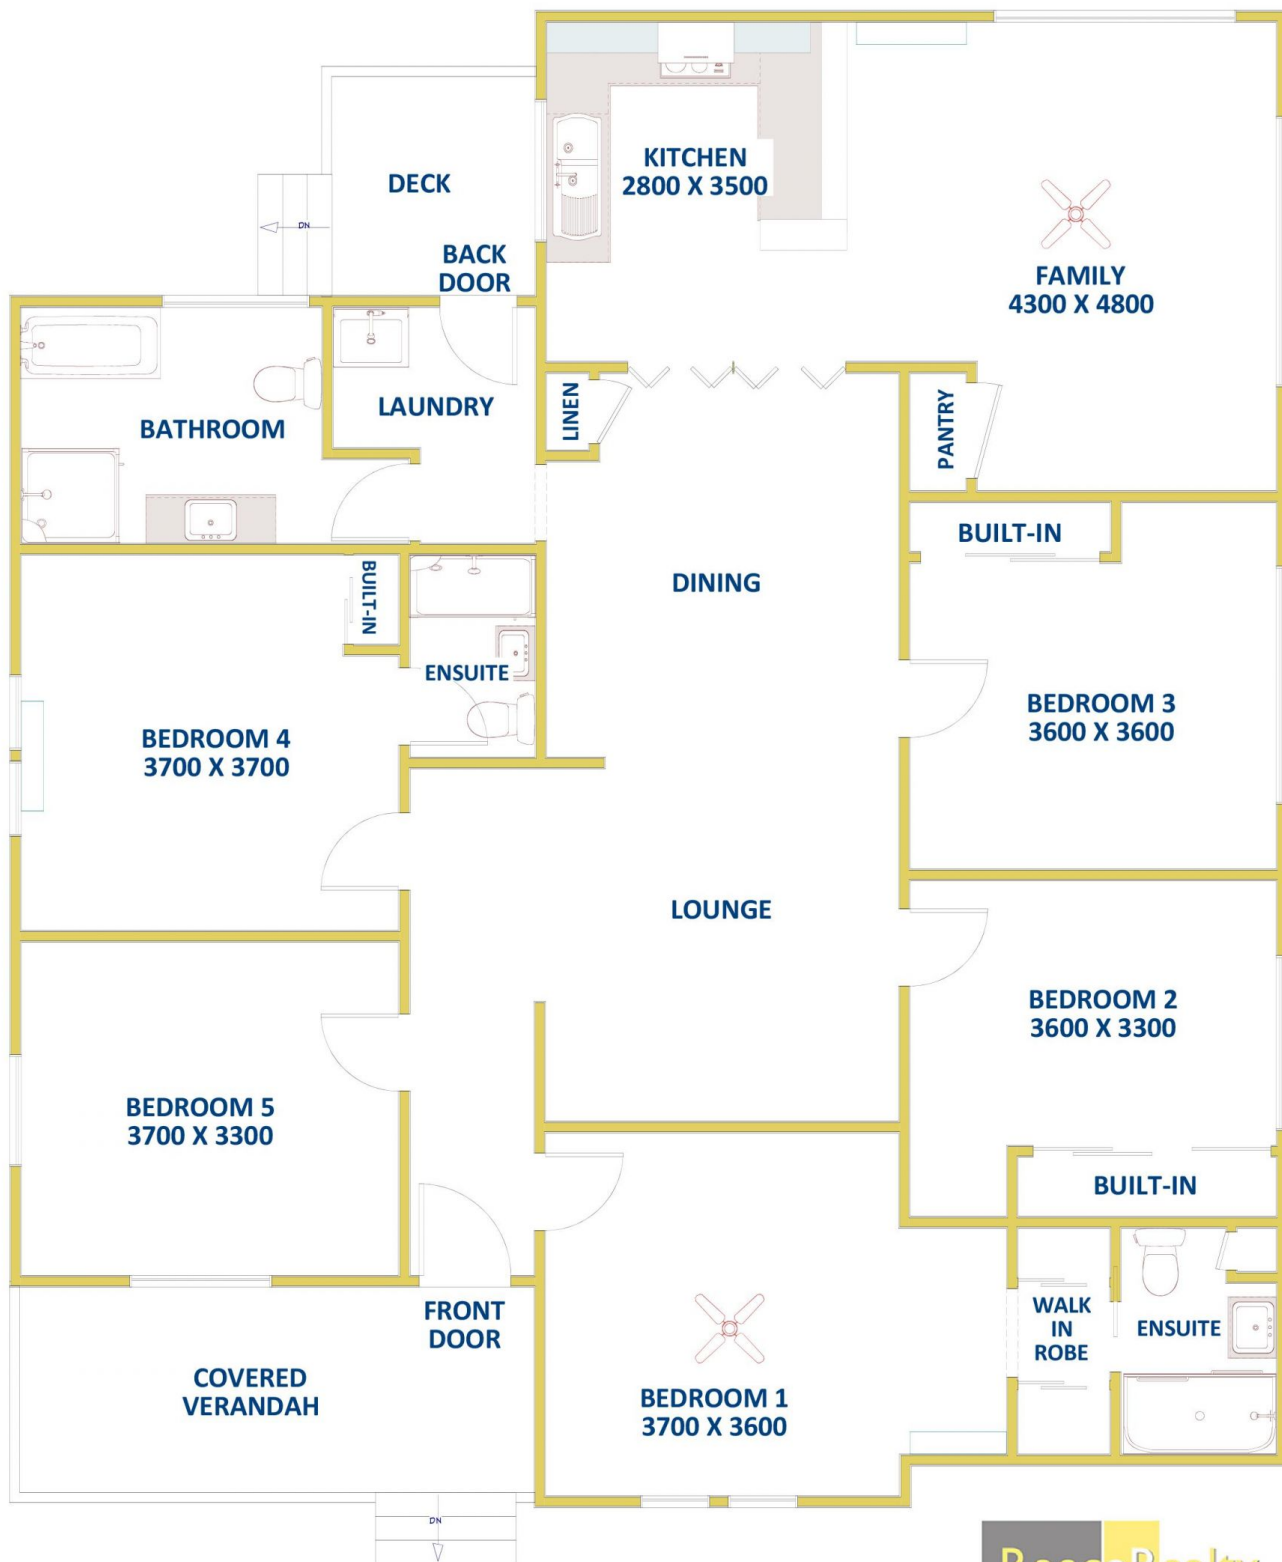 KITCHEN
2800 X 3500
DECK
DN
BACK
DOOR
FAMILY
4300 X 4800
LINEN
LAUNDRY
BATHROOM
PANTRY
BUILT-IN
BUILT-IN
DINING
ENSUITE
BEDROOM 3
3600 X 3600
BEDROOM 4
3700 X 3700
LOUNGE
BEDROOM 2
3600 X 3300
BEDROOM 5
3700 X 3300
BUILT-IN
FRONT
DOOR
WALK
IN
ROBE
ENSUITE
COVERED
VERANDAH
BEDROOM 1
3700 X 3600
DN